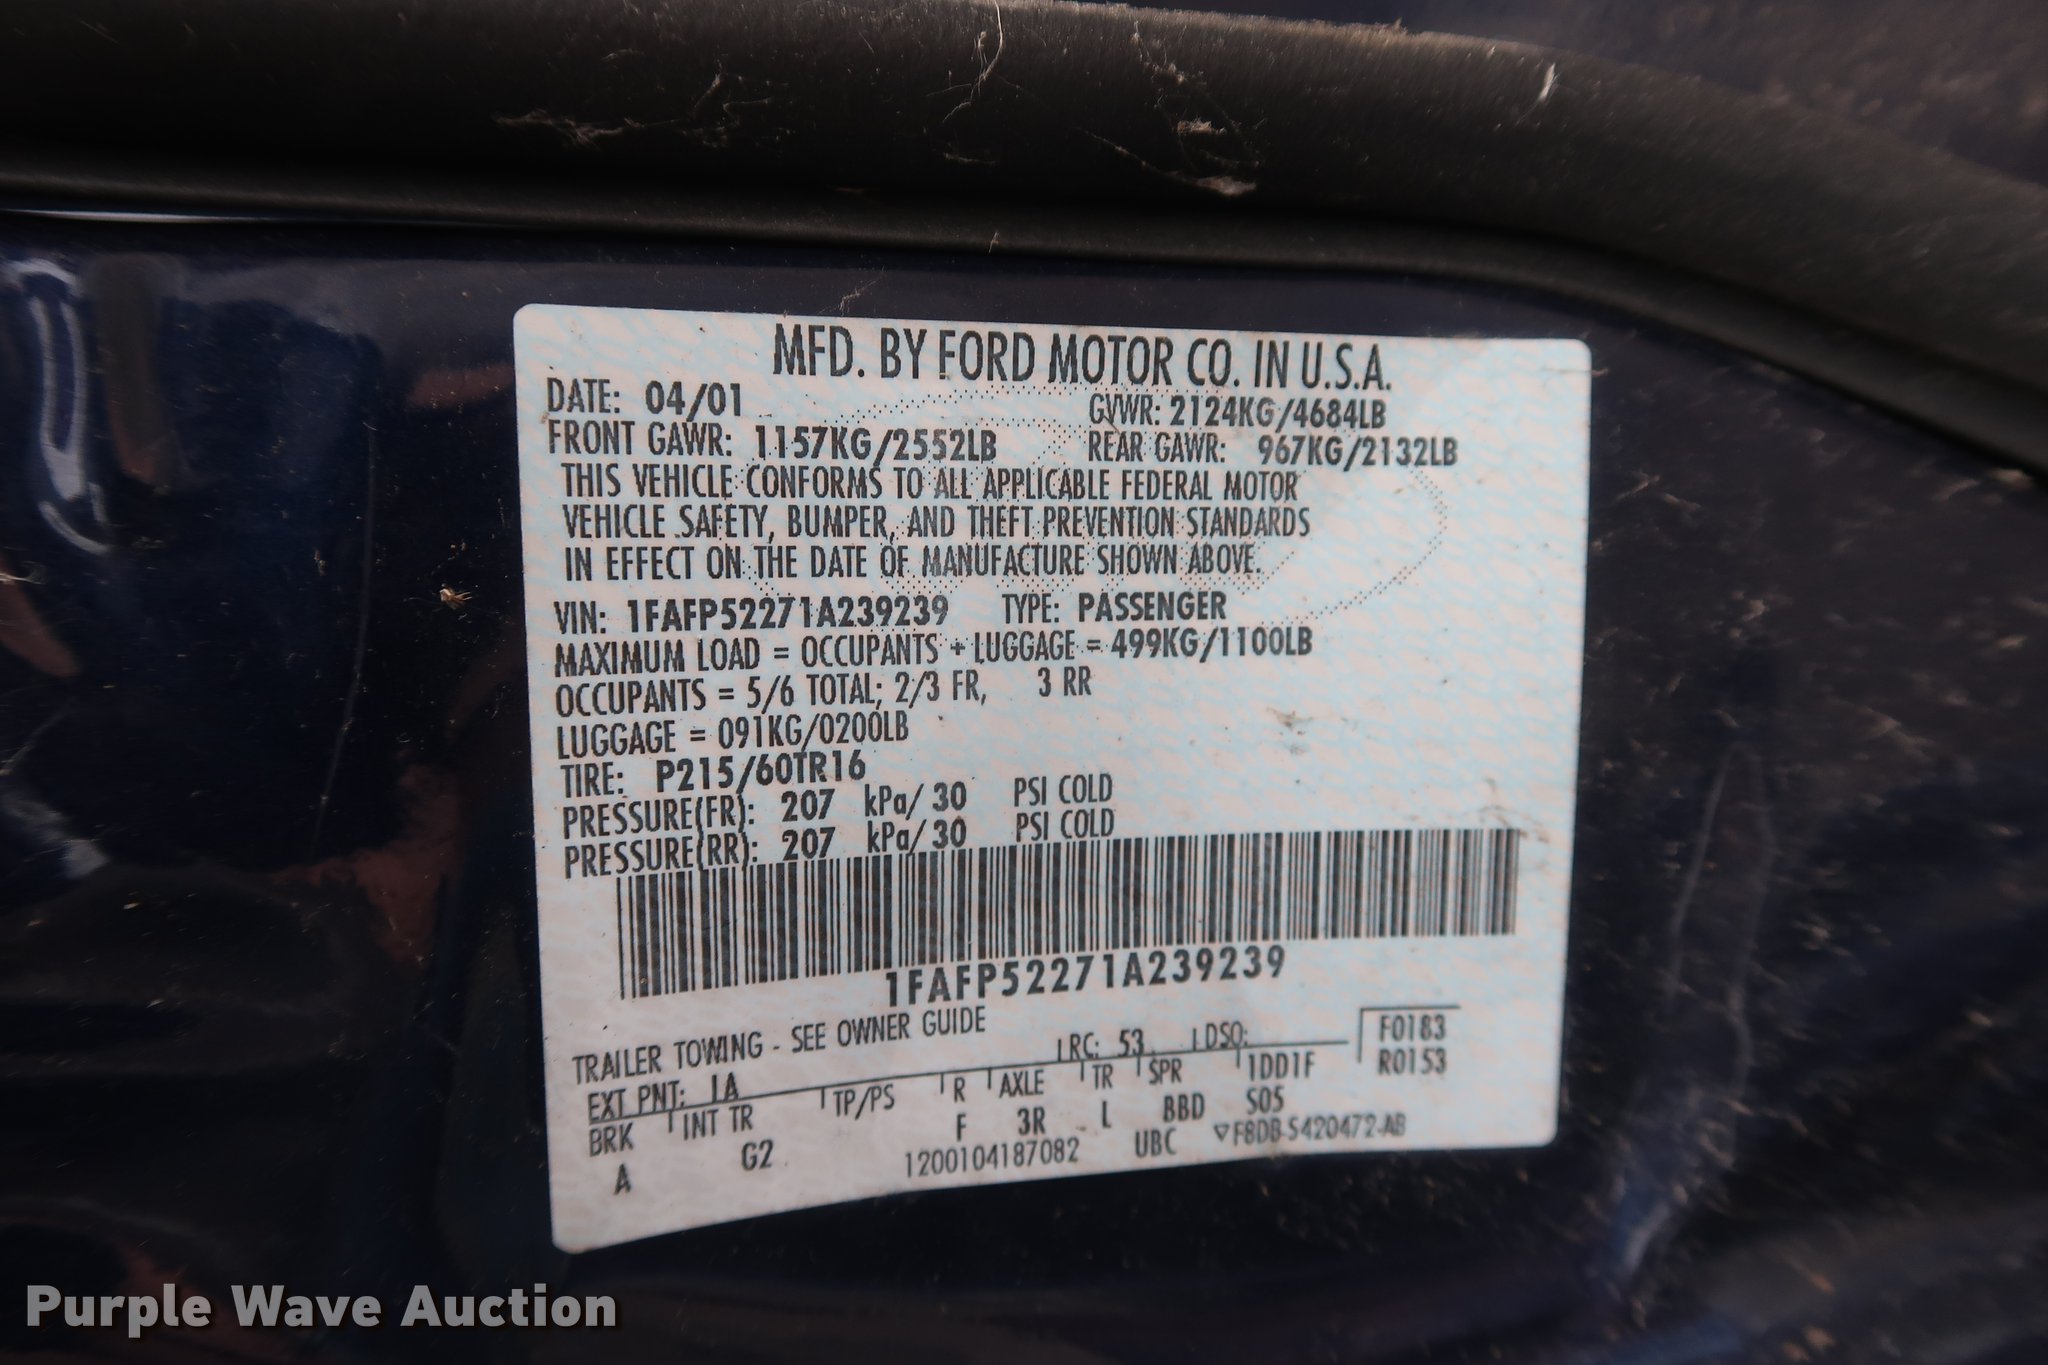 MFD. BY FORD MOTOR CO. IN U.S.A.
DATE: 04/01 GVWR: 2124KG/4684LB
FRONT GAWR: 1157KG/2552LB REAR GAWR: 967KG/2132LB
THIS VEHICLE CONFORMS TO ALL APPLICABLE FEDERAL MOTOR
VEHICLE SAFETY, BUMPER, AND THEFT PREVENTION STANDARDS
IN EFFECT ON THE DATE OF MANUFACTURE SHOWN ABOVE.
VIN: 1FAFP52271A239239 TYPE: PASSENGER
MAXIMUM LOAD = OCCUPANTS + LUGGAGE = 499KG/1100LB
OCCUPANTS = 5/6 TOTAL; 2/3 FR, 3 RR
LUGGAGE = 091KG/0200LB
TIRE: P215/60TR16
PRESSURE(FR): 207 kPa/ 30 PSI COLD
PRESSURE(RR): 207 kPa/ 30 PSI COLD
1FAFP52271A239239
TRAILER TOWING - SEE OWNER GUIDE
EXT PNT: LA RC: 53 DSO: F0183
R0153
BRK INT TR TP/PS R AXLE TR SPR 1DD1F
A G2 F 3R L BBD S05
1200104187082 UBC ▽F8DB-5420472-AB
Purple Wave Auction